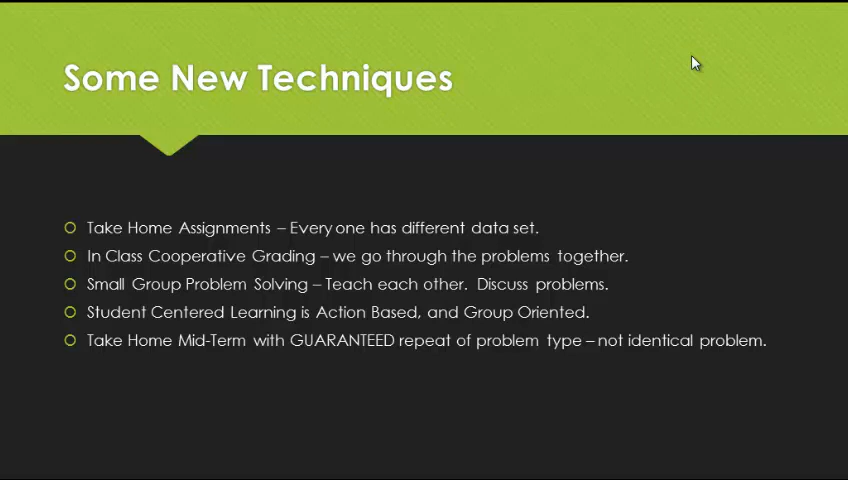 Some New Techniques
Take Home Assignments – Every one has different data set.
In Class Cooperative Grading – we go through the problems together.
Small Group Problem Solving – Teach each other. Discuss problems.
Student Centered Learning is Action Based, and Group Oriented.
Take Home Mid-Term with GUARANTEED repeat of problem type – not identical problem.